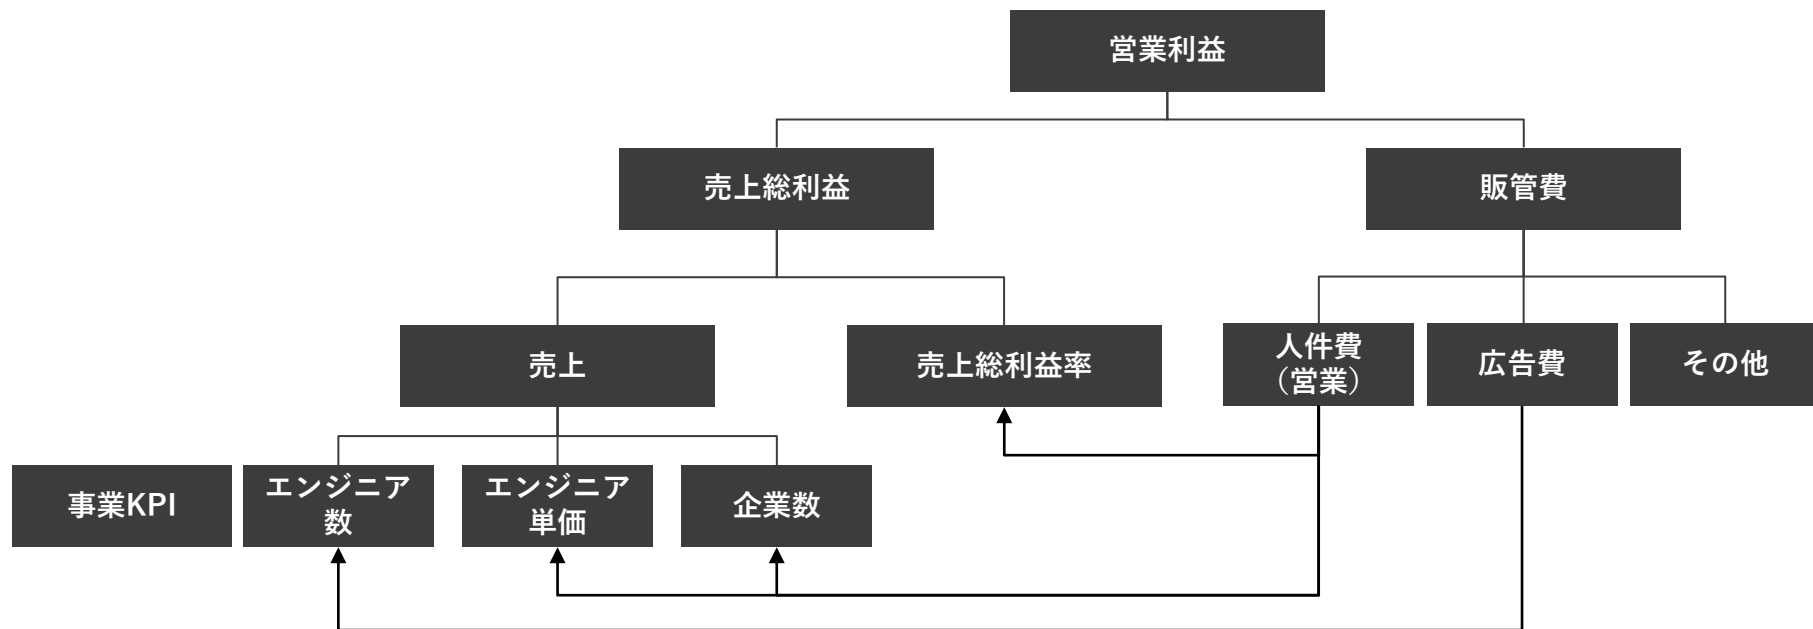 営業利益
売上総利益
販管費
売上
売上総利益率
人件費
（営業）
広告費
その他
事業KPI
エンジニア
数
エンジニア
単価
企業数